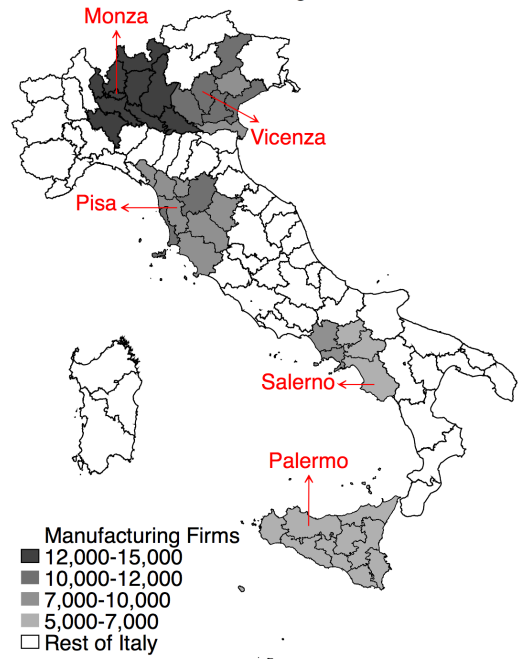 Monza
Vicenza
Pisa
Salerno
Palermo
Manufacturing Firms
12,000-15,000
10,000-12,000
7,000-10,000
5,000-7,000
Rest of Italy